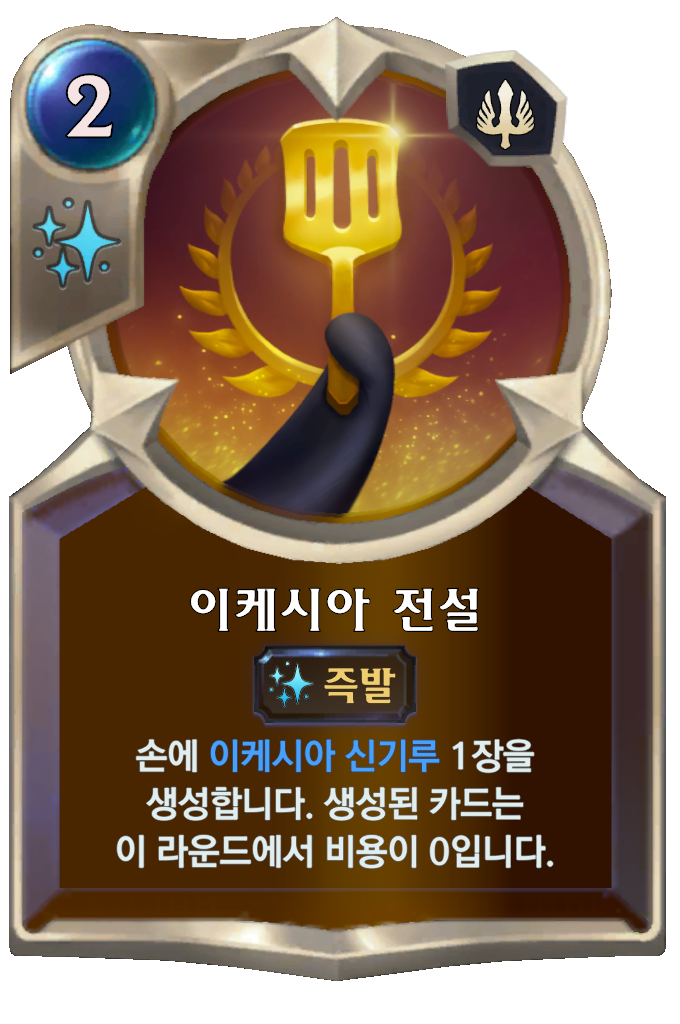 2
이케시아 전설
즉발
손에 이케시아 신기루 1장을
생성합니다. 생성된 카드는
이 라운드에서 비용이 0입니다.